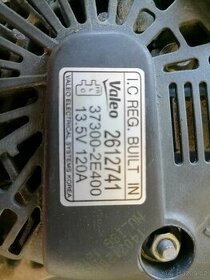 I.C REG. BUILT IN
Valeo 2612741
37300-2E400
13.5V 120A
VALEO ELECTRICAL SYSTEMS KOREA